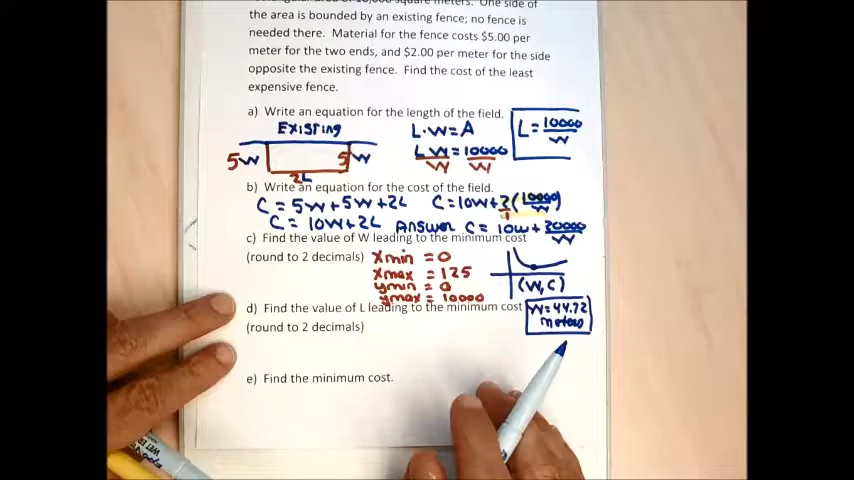 the area is bounded by an existing fence; no fence is
needed there. Material for the fence costs $5.00 per
meter for the two ends, and $2.00 per meter for the side
opposite the existing fence. Find the cost of the least
expensive fence.
a) Write an equation for the length of the field.
EXISTING
5W 5W
2L
L·W=A
LW = 10000
W W
L = 10000/W
b) Write an equation for the cost of the field.
C = 5W+5W+2L
C = 10W+2L
C=10W+2/1(10000/W)
Answer C = 10W+20000/W
c) Find the value of W leading to the minimum cost
(round to 2 decimals)
xmin = 0
xmax = 125
ymin = 0
ymax = 10000
(W,C)
W=44.72
meters
d) Find the value of L leading to the minimum cost
(round to 2 decimals)
e) Find the minimum cost.